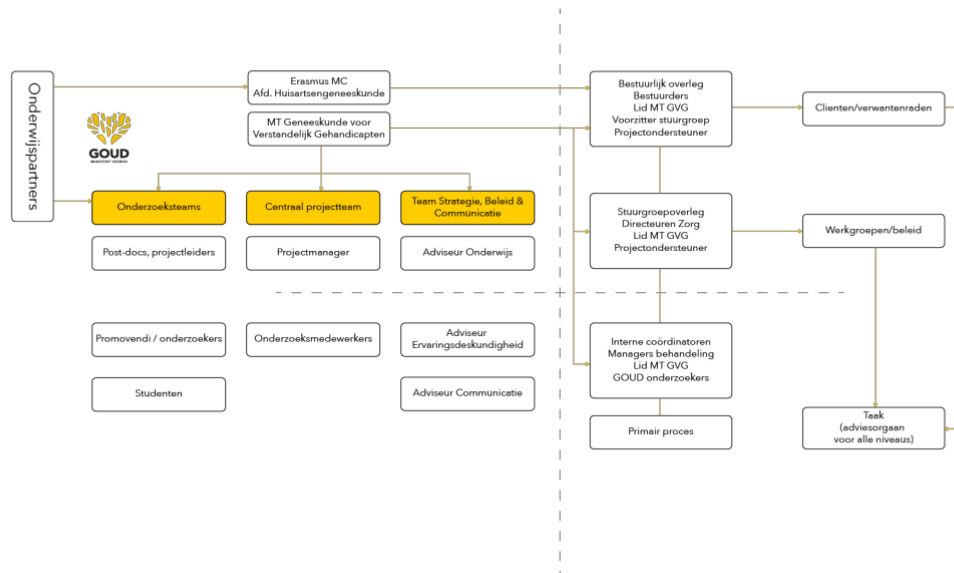 Onderwijspartners
GOUD
Erasmus MC
Afd. Huisartsengeneeskunde
MT Geneeskunde voor
Verstandelijk Gehandicapten
Onderzoeksteams
Centraal projectteam
Team Strategie, Beleid &
Communicatie
Post-docs, projectleiders
Projectmanager
Adviseur Onderwijs
Promovendi / onderzoekers
Onderzoeksmedewerkers
Adviseur
Ervaringsdeskundigheid
Studenten
Adviseur Communicatie
Bestuurlijk overleg
Bestuurders
Lid MT GVG
Voorzitter stuurgroep
Projectondersteuner
Clienten/verwantenraden
Stuurgroepoverleg
Directeuren Zorg
Lid MT GVG
Projectondersteuner
Werkgroepen/beleid
Interne coördinatoren
Managers behandeling
Lid MT GVG
GOUD onderzoekers
Primair proces
Taak
(adviesorgaan
voor alle niveaus)